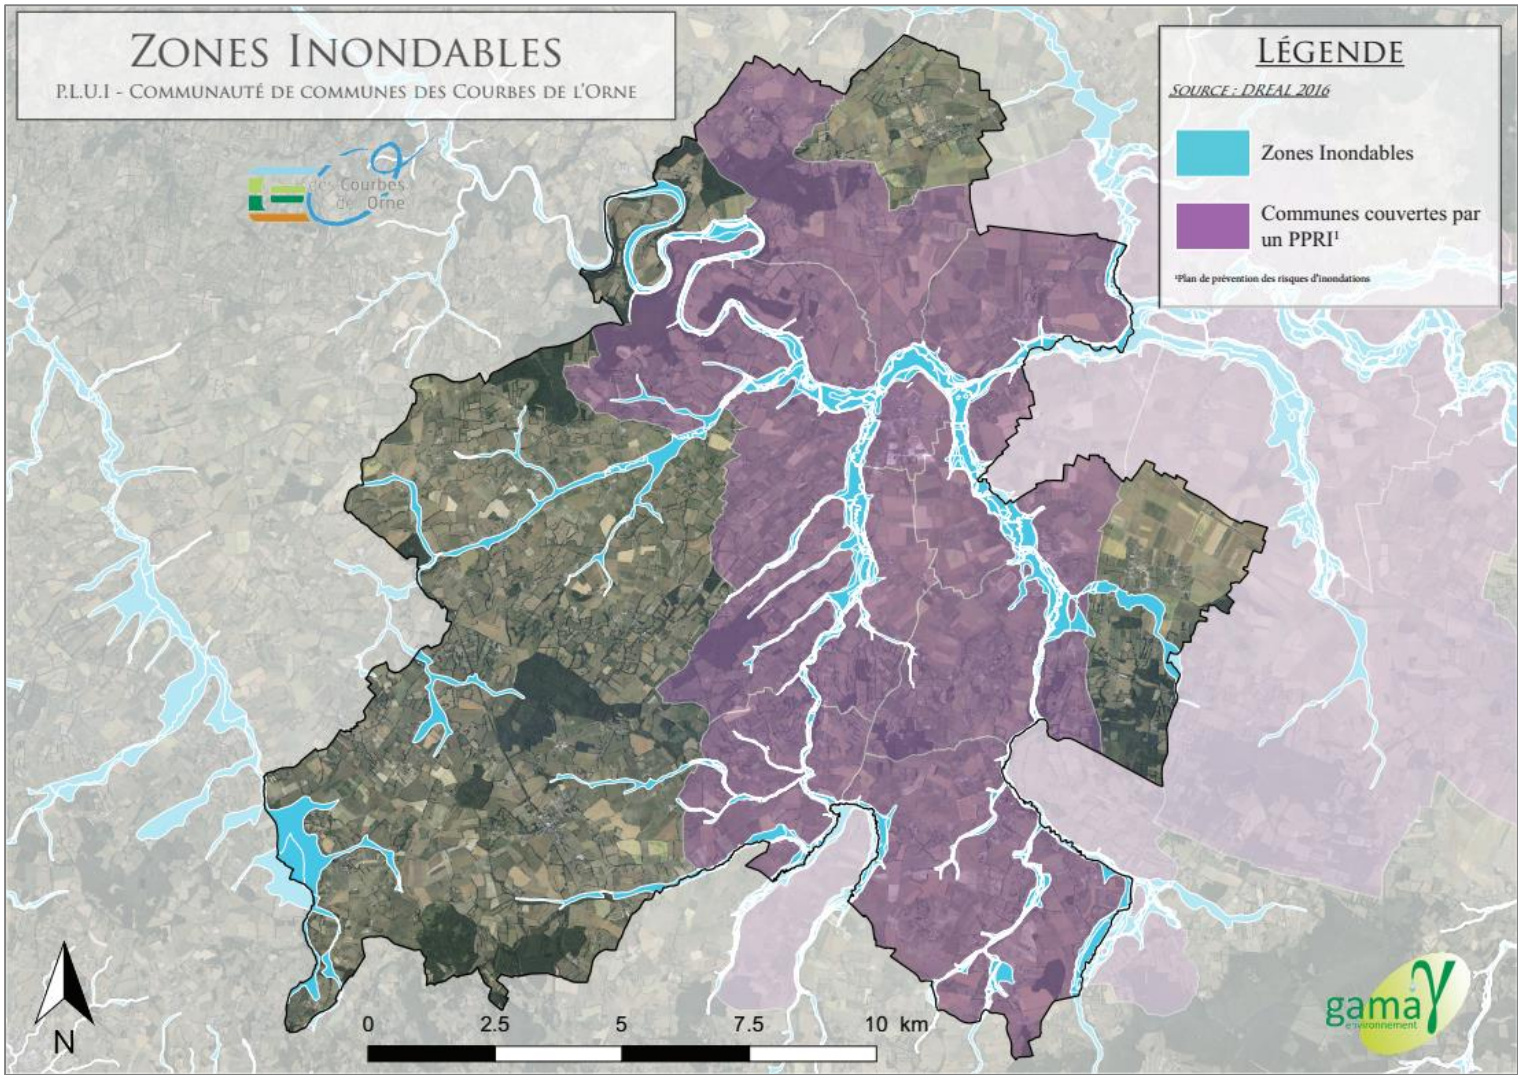 ZONES INONDABLES
P.L.U.I - COMMUNAUTÉ DE COMMUNES DES COURBES DE L'ORNE
des Courbes
de Orne
LÉGENDE
SOURCE : DREAL 2016
Zones Inondables
Communes couvertes par
un PPRI¹
¹Plan de prévention des risques d'inondations
N
0 2.5 5 7.5 10 km
gama
environnement